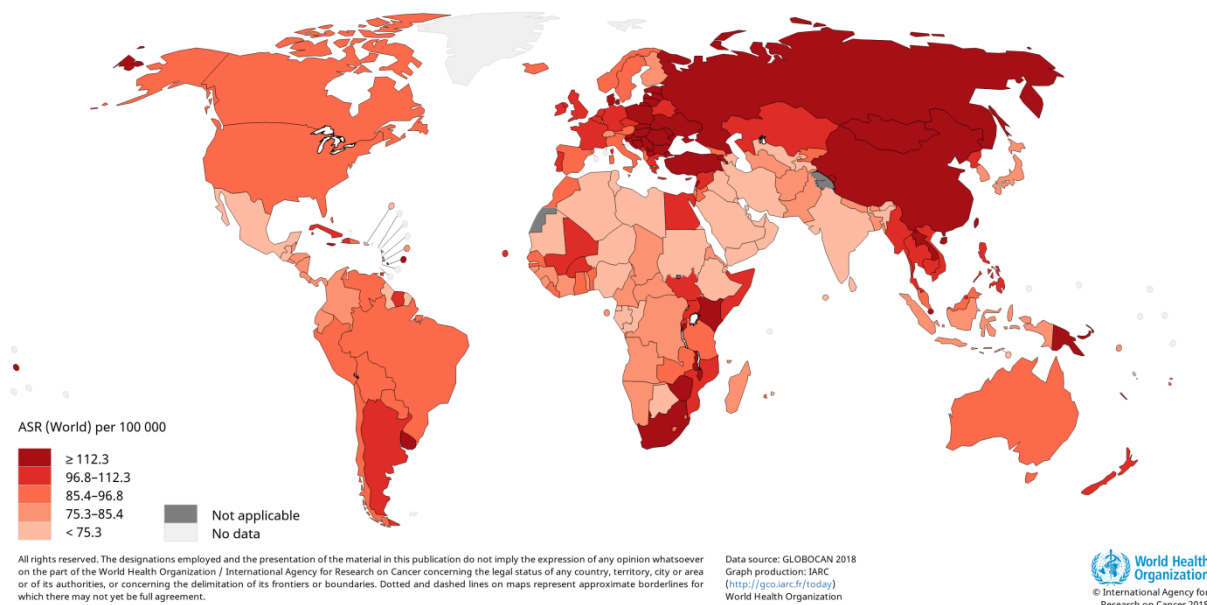 ASR (World) per 100 000
≥ 112.3
96.8–112.3
85.4–96.8
75.3–85.4
< 75.3
Not applicable
No data
All rights reserved. The designations employed and the presentation of the material in this publication do not imply the expression of any opinion whatsoever
on the part of the World Health Organization / International Agency for Research on Cancer concerning the legal status of any country, territory, city or area
or of its authorities, or concerning the delimitation of its frontiers or boundaries. Dotted and dashed lines on maps represent approximate borderlines for
which there may not yet be full agreement.
Data source: GLOBOCAN 2018
Graph production: IARC
(http://gco.iarc.fr/today)
World Health Organization
World Health
Organization
© International Agency for
Research on Cancer 2018